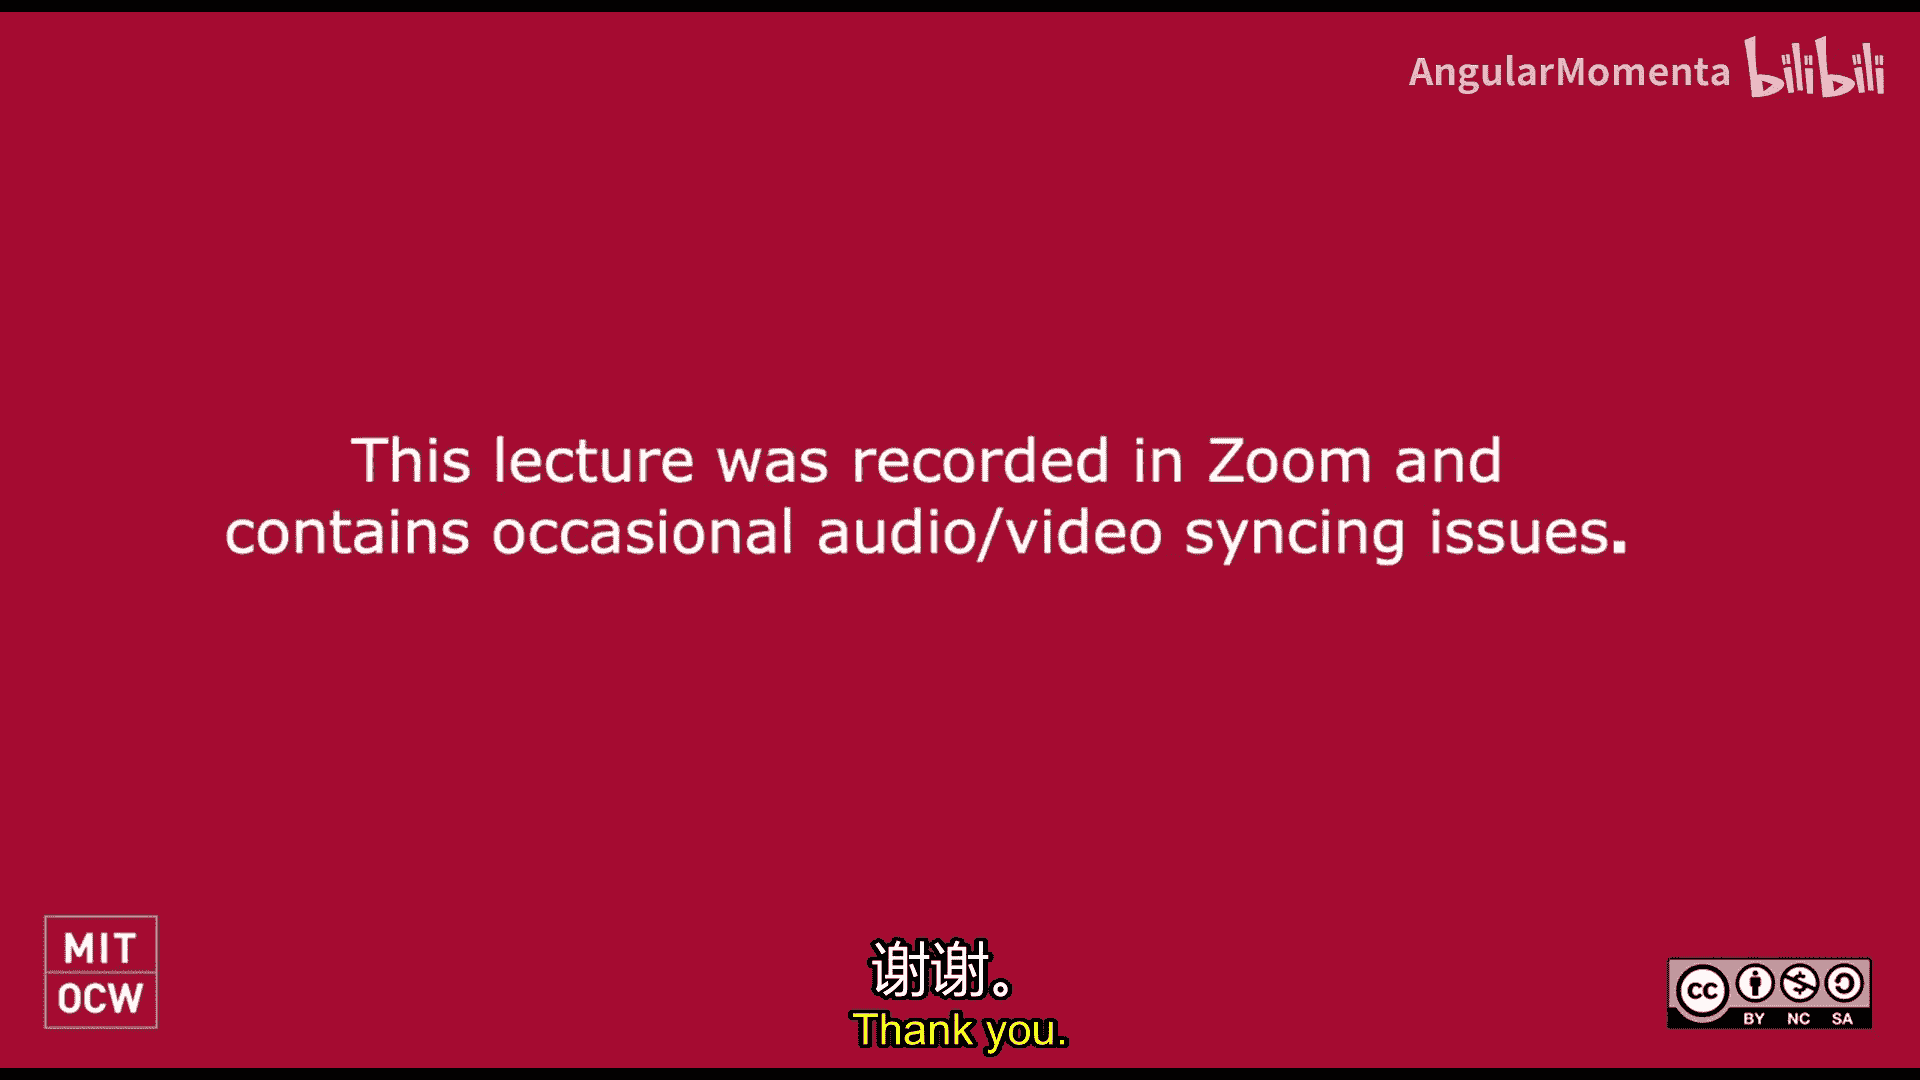 AngularMomenta bilibili
This lecture was recorded in Zoom and
contains occasional audio/video syncing issues.
MIT
OCW
谢谢。
Thank you.
cc
BY NC SA